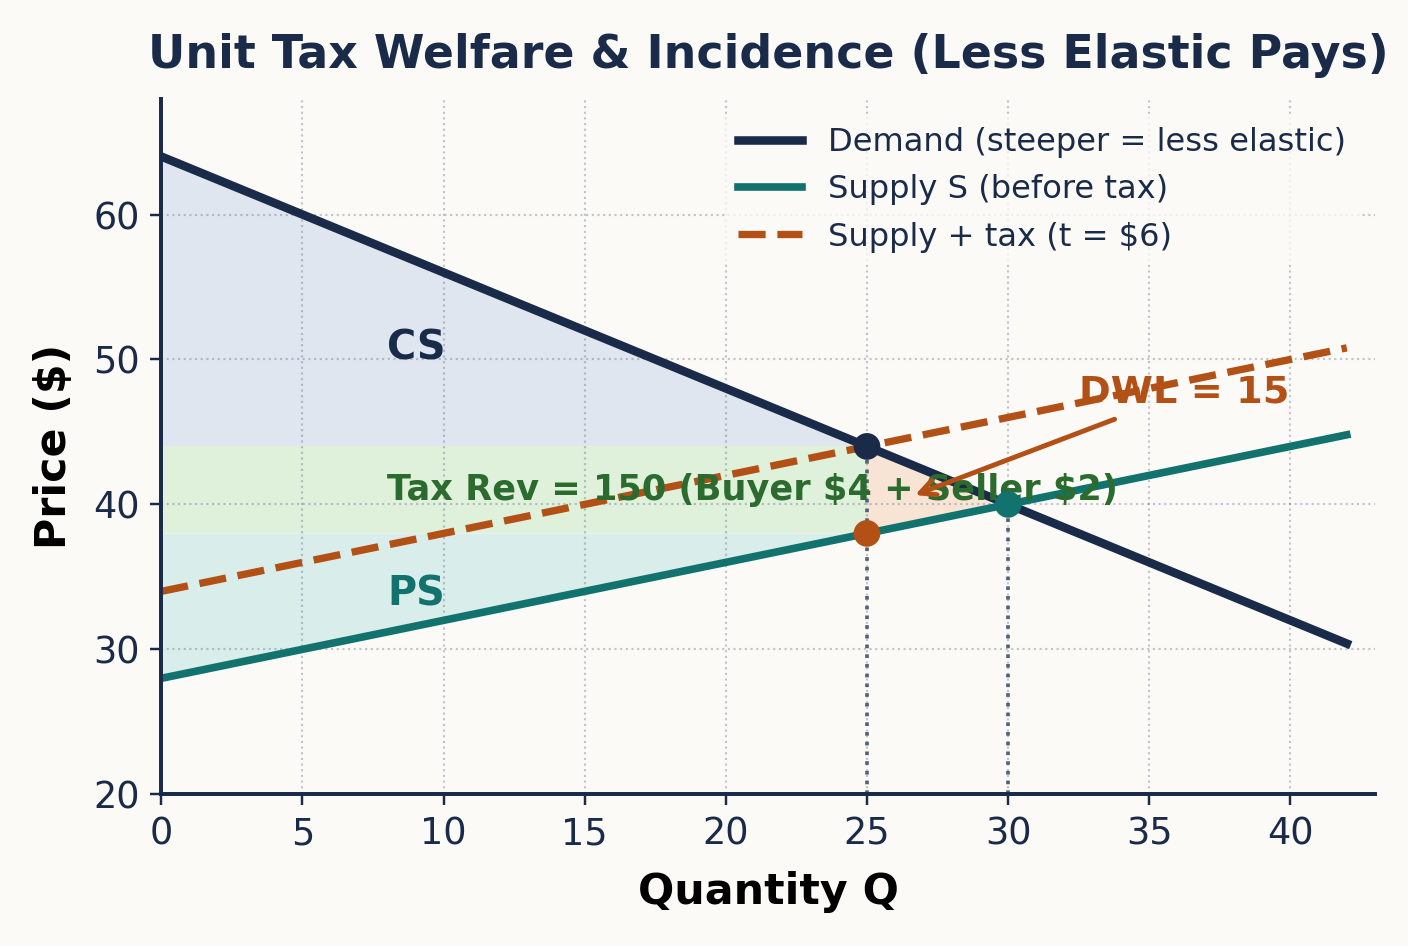 Unit Tax Welfare & Incidence (Less Elastic Pays)
Demand (steeper = less elastic)
Supply S (before tax)
Supply + tax (t = $6)
Price ($)
60
50
40
30
20
CS
DWL = 15
Tax Rev = 150 (Buyer $4 + Seller $2)
PS
0 5 10 15 20 25 30 35 40
Quantity Q